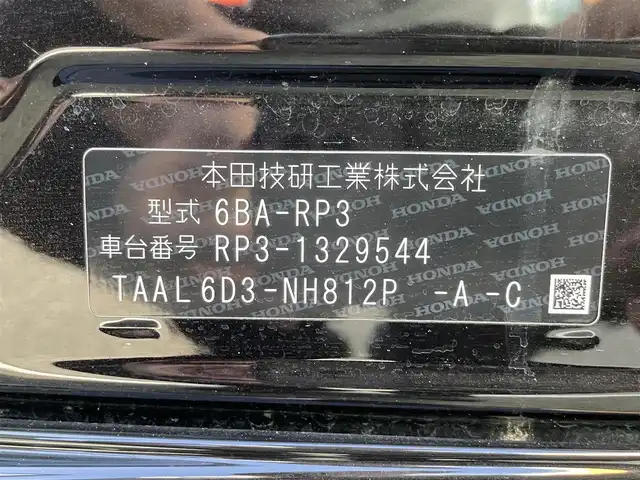 本田技研工業株式会社
型式 6BA-RP3
車台番号 RP3-1329544
TAAL6D3-NH812P -A-C